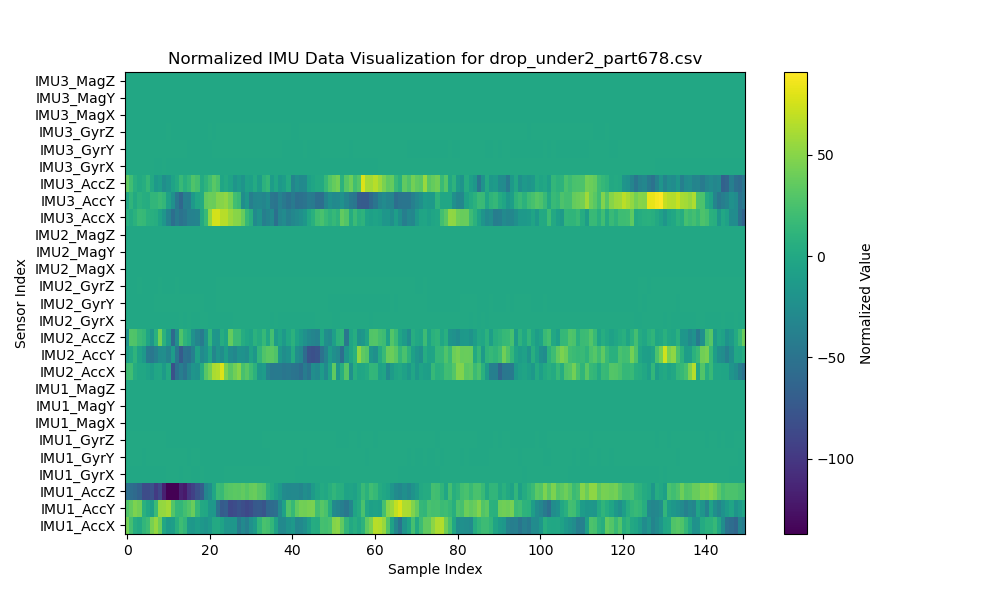 Normalized IMU Data Visualization for drop_under2_part678.csv
IMU3_MagZ
IMU3_MagY
IMU3_MagX
IMU3_GyrZ
IMU3_GyrY
IMU3_GyrX
IMU3_AccZ
IMU3_AccY
IMU3_AccX
IMU2_MagZ
IMU2_MagY
IMU2_MagX
IMU2_GyrZ
IMU2_GyrY
IMU2_GyrX
IMU2_AccZ
IMU2_AccY
IMU2_AccX
IMU1_MagZ
IMU1_MagY
IMU1_MagX
IMU1_GyrZ
IMU1_GyrY
IMU1_GyrX
IMU1_AccZ
IMU1_AccY
IMU1_AccX
Sensor Index
0 20 40 60 80 100 120 140
Sample Index
50
0
−50
−100
Normalized Value